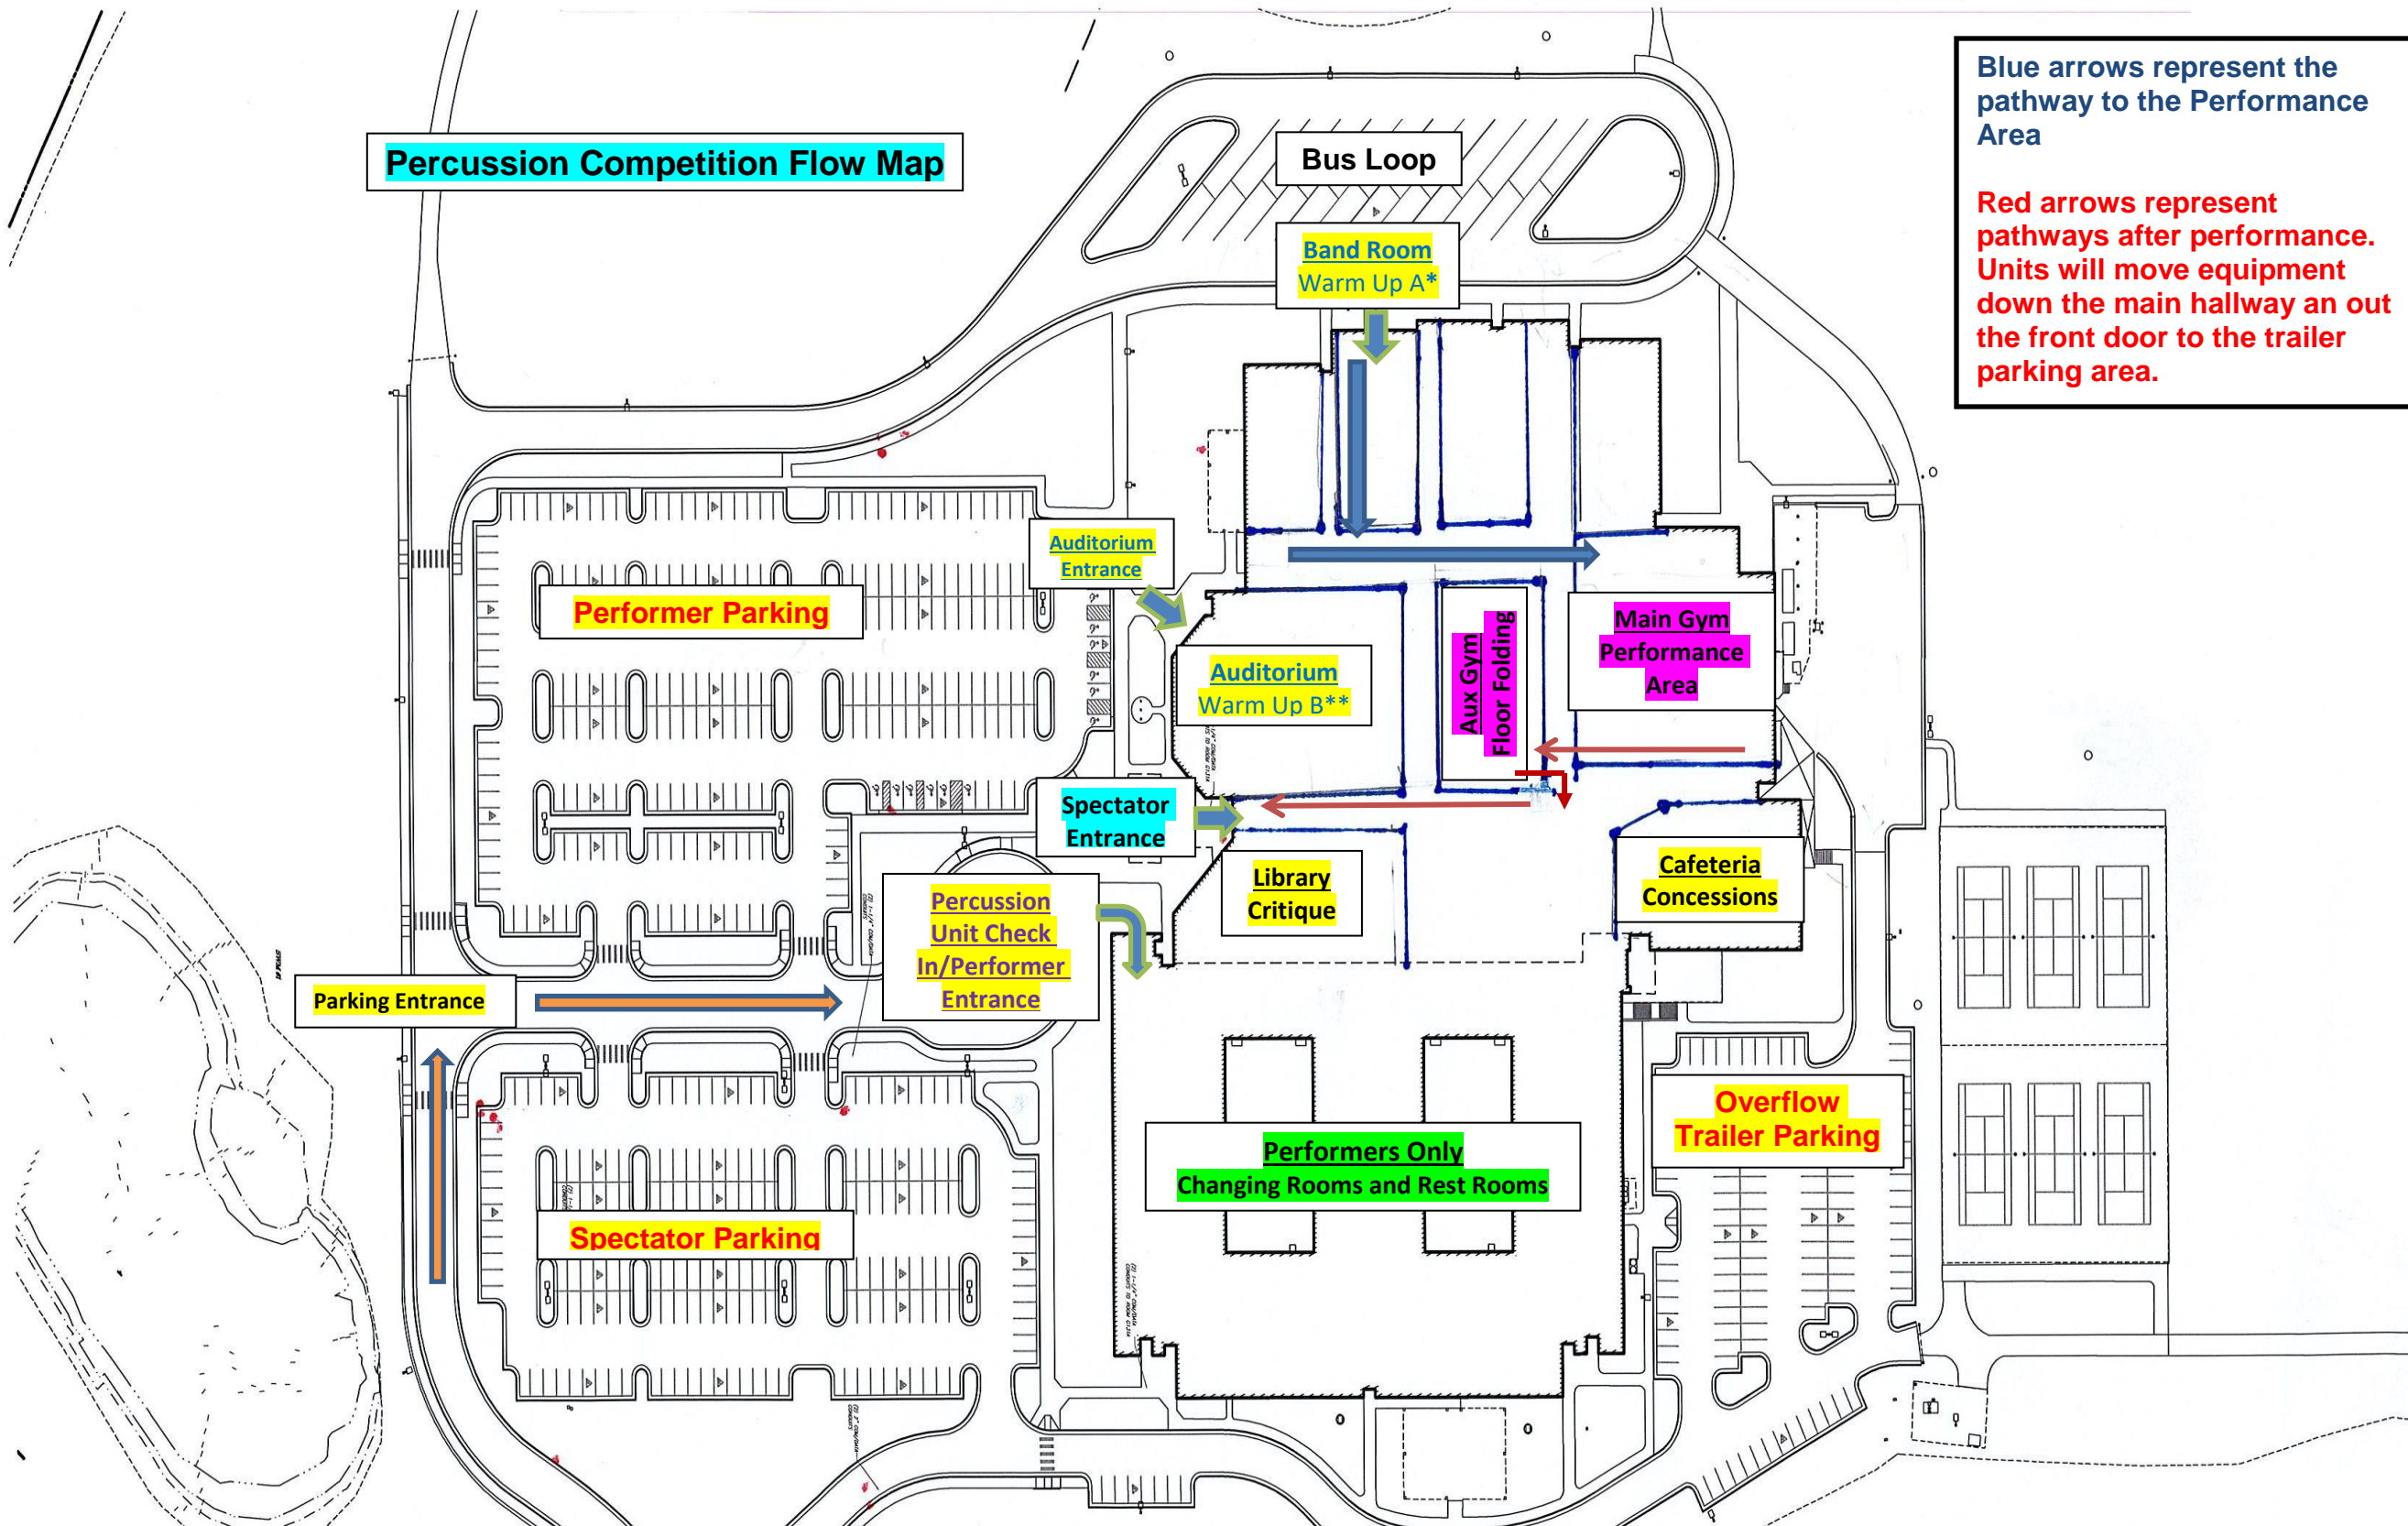 Blue arrows represent the
pathway to the Performance
Area
Red arrows represent
pathways after performance.
Units will move equipment
down the main hallway an out
the front door to the trailer
parking area.
Percussion Competition Flow Map
Bus Loop
Band Room
Warm Up A*
Auditorium
Entrance
Performer Parking
Auditorium
Warm Up B**
Aux Gym
Floor Folding
Main Gym
Performance
Area
Spectator
Entrance
Library
Critique
Cafeteria
Concessions
Percussion
Unit Check
In/Performer
Entrance
Parking Entrance
Overflow
Trailer Parking
Performers Only
Changing Rooms and Rest Rooms
Spectator Parking